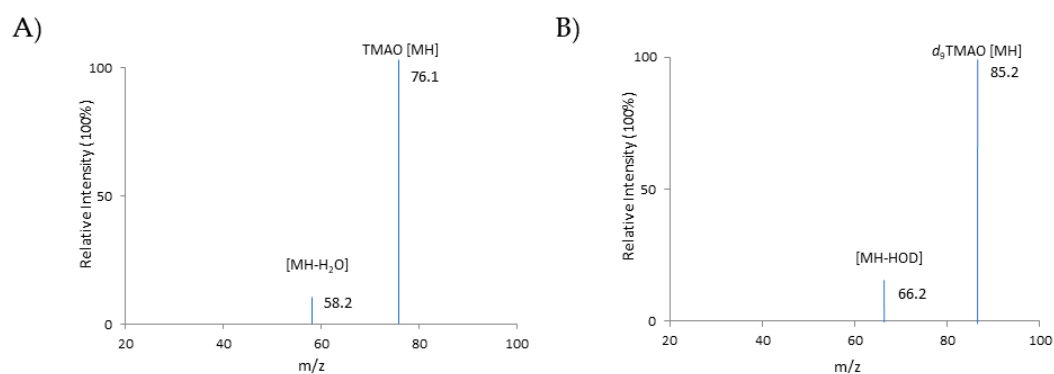 A)
TMAO [MH]
76.1
100
50
0
Relative Intensity (100%)
[MH-H₂O]
58.2
20 40 60 80 100
m/z
B)
d₉TMAO [MH]
85.2
100
50
0
Relative Intensity (100%)
[MH-HOD]
66.2
20 40 60 80 100
m/z